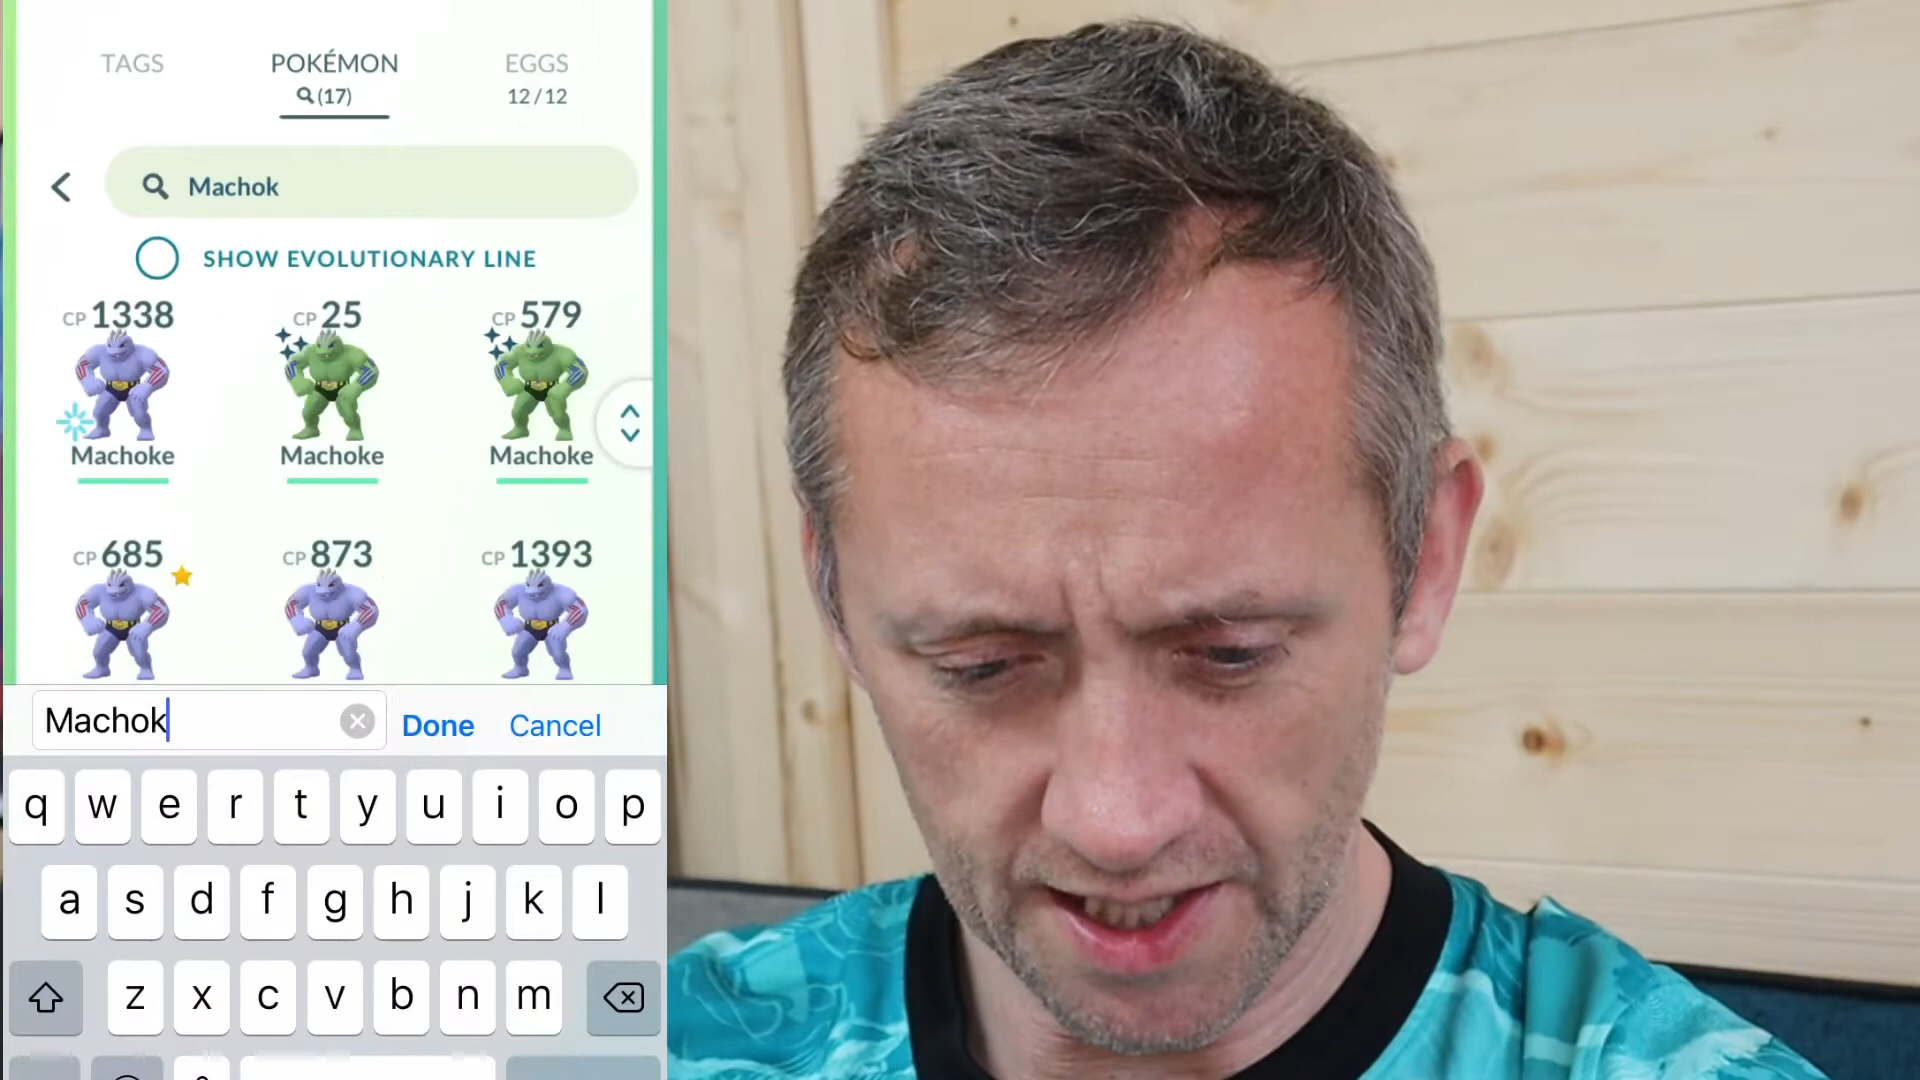 TAGS
POKÉMON
(17)
EGGS
12/12
Machok
SHOW EVOLUTIONARY LINE
CP 1338
CP 25
CP 579
Machoke
Machoke
Machoke
CP 685
CP 873
CP 1393
Machok
Done
Cancel
q w e r t y u i o p
a s d f g h j k l
z x c v b n m